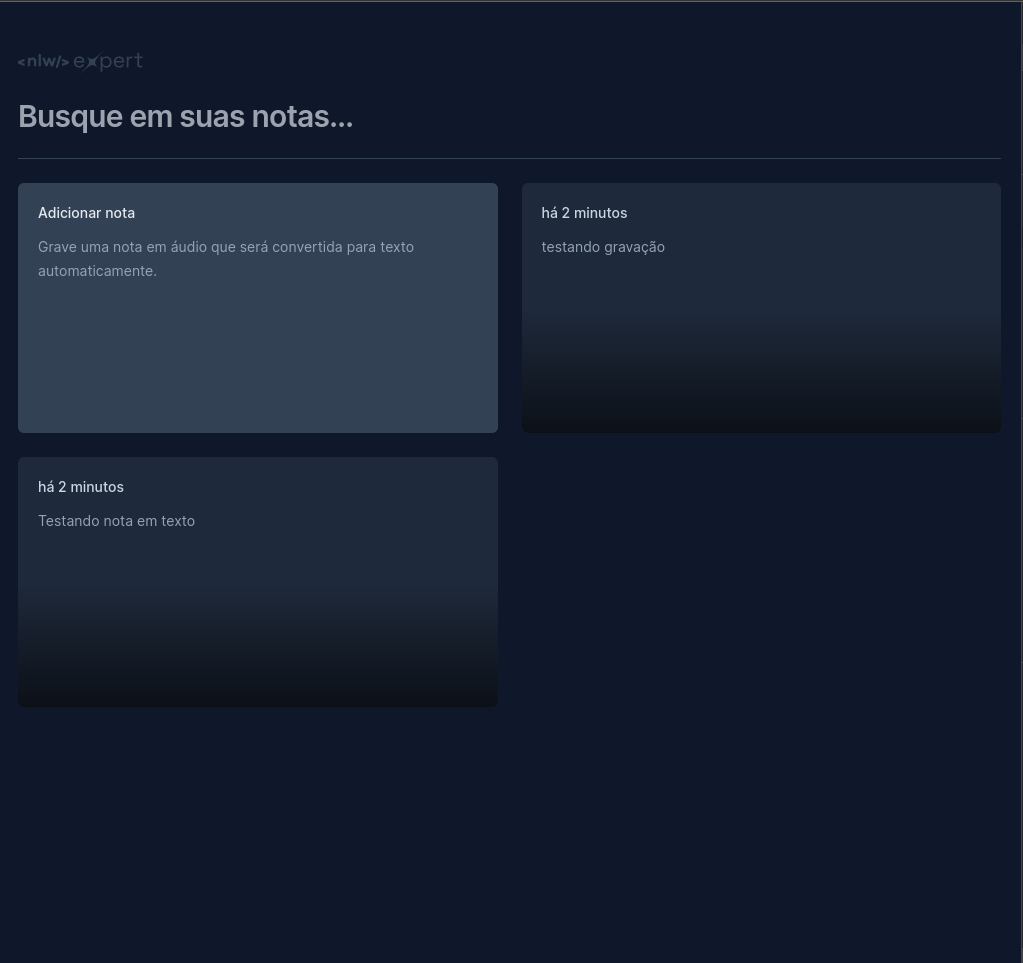 <nlw/> expert
Busque em suas notas...
Adicionar nota
Grave uma nota em áudio que será convertida para texto
automaticamente.
há 2 minutos
testando gravação
há 2 minutos
Testando nota em texto